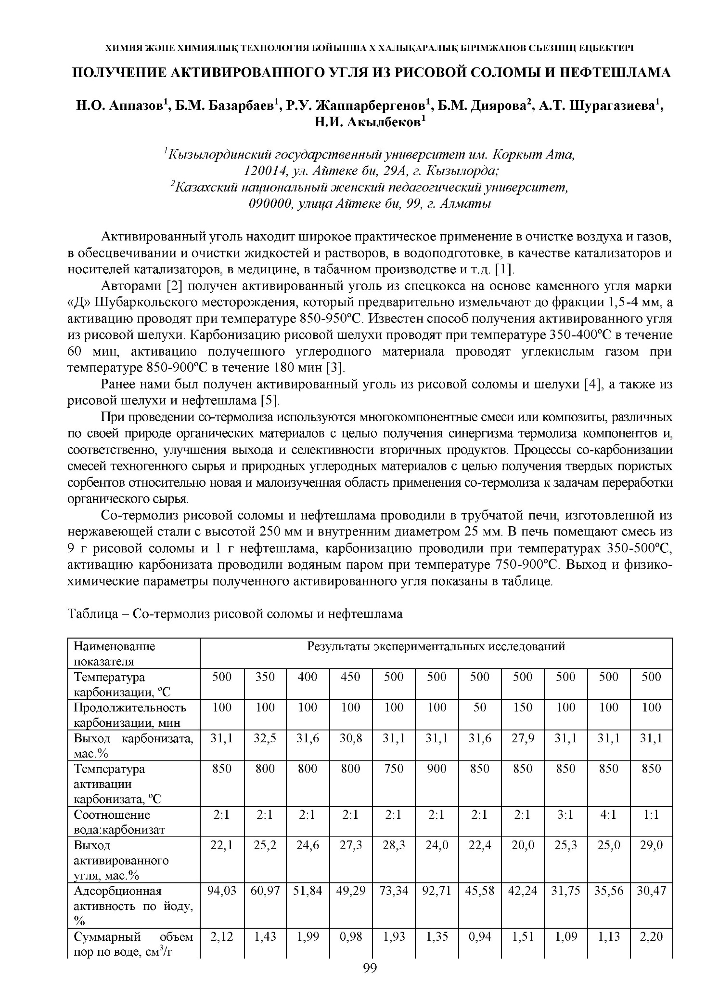 ХИМИЯ ЖӘНЕ ХИМИЯЛЫҚ ТЕХНОЛОГИЯ БОЙЫНША X ХАЛЫҚАРАЛЫҚ БІРІМЖАНОВ СЪЕЗІНІҢ ЕҢБЕКТЕРІ
ПОЛУЧЕНИЕ АКТИВИРОВАННОГО УГЛЯ ИЗ РИСОВОЙ СОЛОМЫ И НЕФТЕШЛАМА
Н.О. Аппазов¹, Б.М. Базарбаев¹, Р.У. Жаппарбергенов¹, Б.М. Диярова², А.Т. Шурагазиева¹,
Н.И. Акылбеков¹
¹Кызылординский государственный университет им. Коркыт Ата,
120014, ул. Айтеке би, 29А, г. Кызылорда;
²Казахский национальный женский педагогический университет,
090000, улица Айтеке би, 99, г. Алматы
Активированный уголь находит широкое практическое применение в очистке воздуха и газов,
в обесцвечивании и очистки жидкостей и растворов, в водоподготовке, в качестве катализаторов и
носителей катализаторов, в медицине, в табачном производстве и т.д. [1].
Авторами [2] получен активированный уголь из спецкокса на основе каменного угля марки
«Д» Шубаркольского месторождения, который предварительно измельчают до фракции 1,5-4 мм, а
активацию проводят при температуре 850-950ºС. Известен способ получения активированного угля
из рисовой шелухи. Карбонизацию рисовой шелухи проводят при температуре 350-400ºС в течение
60 мин, активацию полученного углеродного материала проводят углекислым газом при
температуре 850-900ºС в течение 180 мин [3].
Ранее нами был получен активированный уголь из рисовой соломы и шелухи [4], а также из
рисовой шелухи и нефтешлама [5].
При проведении со-термолиза используются многокомпонентные смеси или композиты, различных
по своей природе органических материалов с целью получения синергизма термолиза компонентов и,
соответственно, улучшения выхода и селективности вторичных продуктов. Процессы со-карбонизации
смесей техногенного сырья и природных углеродных материалов с целью получения твердых пористых
сорбентов относительно новая и малоизученная область применения со-термолиза к задачам переработки
органического сырья.
Со-термолиз рисовой соломы и нефтешлама проводили в трубчатой печи, изготовленной из
нержавеющей стали с высотой 250 мм и внутренним диаметром 25 мм. В печь помещают смесь из
9 г рисовой соломы и 1 г нефтешлама, карбонизацию проводили при температурах 350-500ºС,
активацию карбонизата проводили водяным паром при температуре 750-900ºС. Выход и физико-
химические параметры полученного активированного угля показаны в таблице.
Таблица – Со-термолиз рисовой соломы и нефтешлама
Наименование Результаты экспериментальных исследований
показателя
Температура 500 350 400 450 500 500 500 500 500 500 500
карбонизации, ºС
Продолжительность 100 100 100 100 100 100 50 150 100 100 100
карбонизации, мин
Выход карбонизата, 31,1 32,5 31,6 30,8 31,1 31,1 31,6 27,9 31,1 31,1 31,1
мас.%
Температура 850 800 800 800 750 900 850 850 850 850 850
активации
карбонизата, ºС
Соотношение 2:1 2:1 2:1 2:1 2:1 2:1 2:1 2:1 3:1 4:1 1:1
вода:карбонизат
Выход 22,1 25,2 24,6 27,3 28,3 24,0 22,4 20,0 25,3 25,0 29,0
активированного
угля, мас.%
Адсорбционная 94,03 60,97 51,84 49,29 73,34 92,71 45,58 42,24 31,75 35,56 30,47
активность по йоду,
%
Суммарный объем 2,12 1,43 1,99 0,98 1,93 1,35 0,94 1,51 1,09 1,13 2,20
пор по воде, см³/г
99